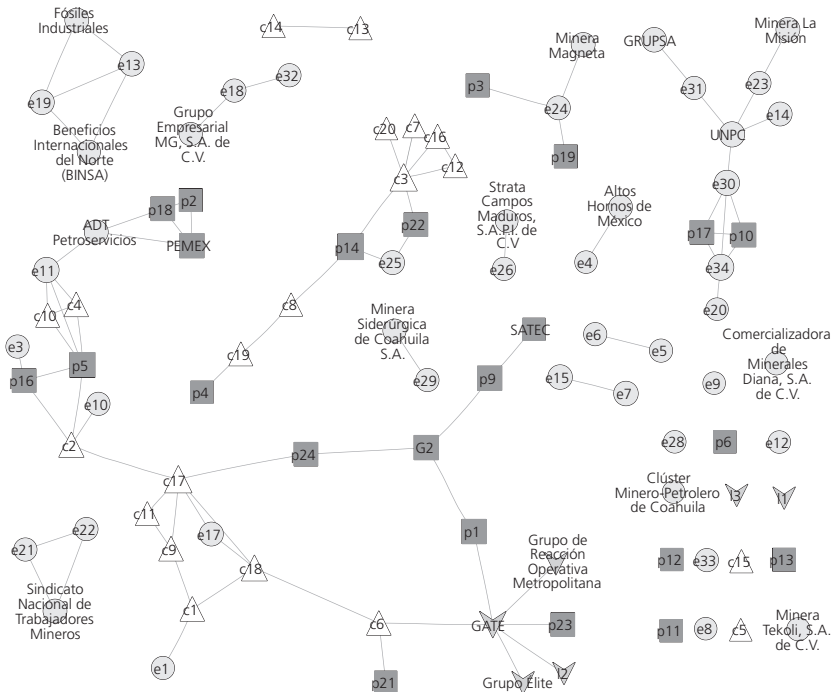 Fósiles
Industriales
e13
e19
Beneficios
Internacionales
del Norte
(BINSA)
c14
c13
e32
e18
Grupo
Empresarial
MG, S.A. de
C.V.
Minera
Magneta
p3
e24
p19
GRUPSA
Minera La
Misión
e31
e23
e14
UNPC
e30
p17
p10
e34
e20
c20
c7
c16
c12
c3
p22
p14
e25
c8
c19
p4
p2
p18
ADT
Petroservicios
PEMEX
e11
c4
c10
e3
p5
p16
e10
c2
Strata
Campos
Maduros,
S.A.P.I. de
C.V
e26
Altos
Hornos de
México
e4
Minera
Siderúrgica
de Coahuila
S.A.
e29
SATEC
p9
e6
e5
e15
e7
Comercializadora
de
Minerales
Diana, S.A.
de C.V.
e9
e28
p6
e12
Clúster
Minero-Petrolero
de Coahuila
l3
l1
p24
G2
c17
c11
c9
e17
c18
c1
e1
e22
e21
Sindicato
Nacional de
Trabajadores
Mineros
p1
Grupo de
Reacción
Operativa
Metropolitana
c6
GATE
p23
p21
Grupo Elite
l2
p12
e33
c15
p13
p11
e8
c5
Minera
Tekoli, S.A.
de C.V.